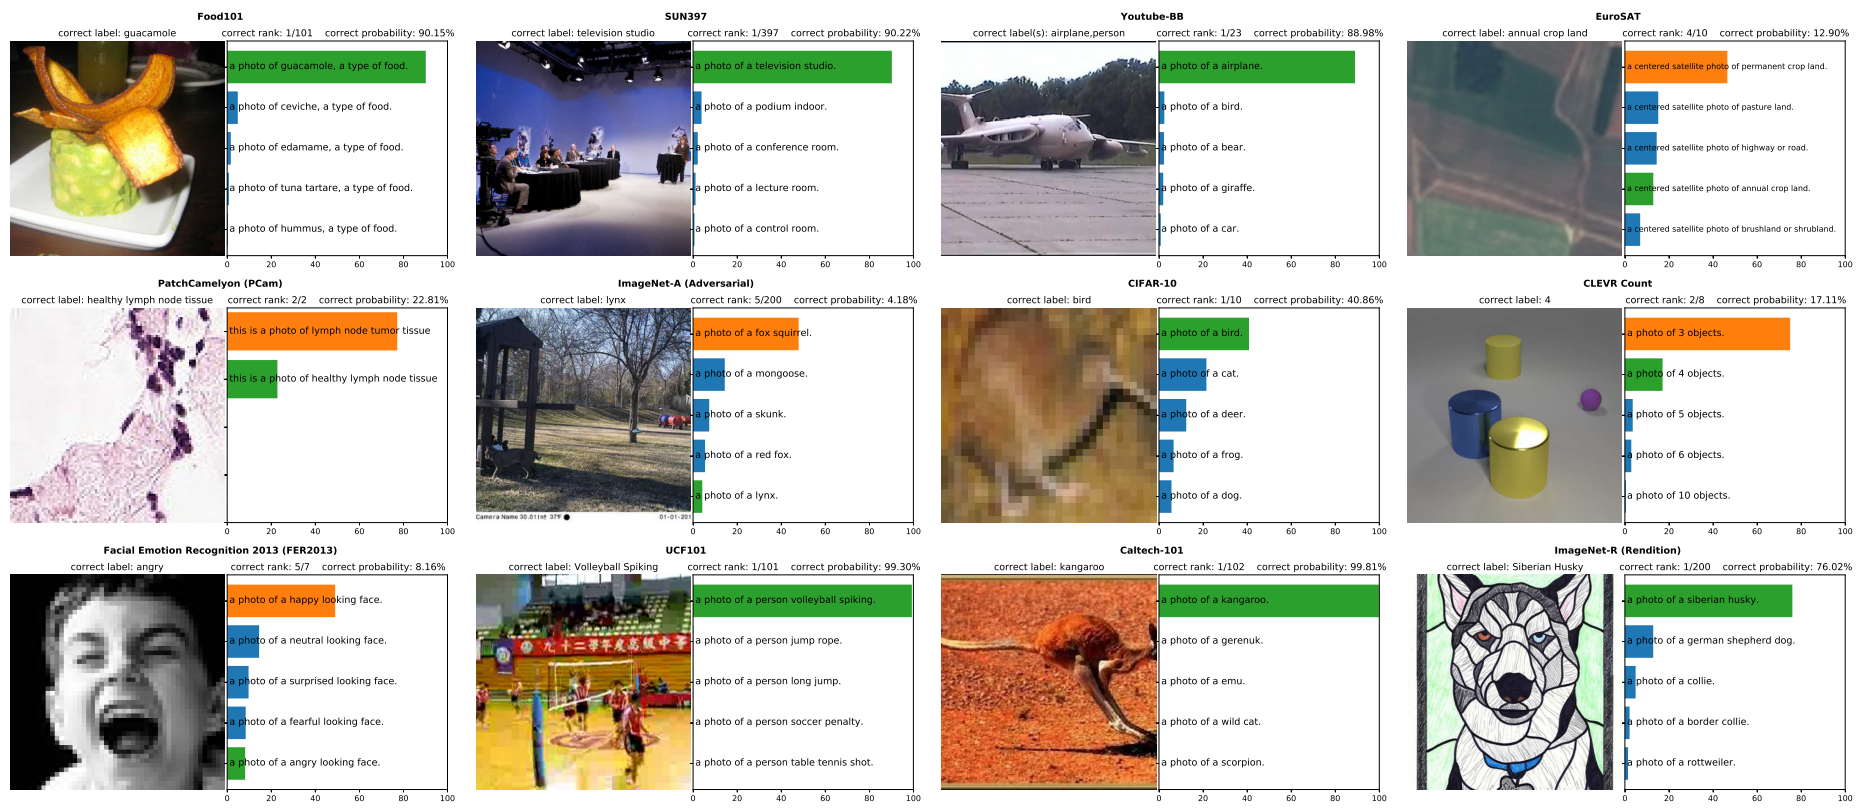 Food101
correct label: guacamole correct rank: 1/101 correct probability: 90.15%
a photo of guacamole, a type of food.
a photo of ceviche, a type of food.
a photo of edamame, a type of food.
a photo of tuna tartare, a type of food.
a photo of hummus, a type of food.
0 20 40 60 80 100
SUN397
correct label: television studio correct rank: 1/397 correct probability: 90.22%
a photo of a television studio.
a photo of a podium indoor.
a photo of a conference room.
a photo of a lecture room.
a photo of a control room.
0 20 40 60 80 100
Youtube-BB
correct label(s): airplane,person correct rank: 1/23 correct probability: 88.98%
a photo of a airplane.
a photo of a bird.
a photo of a bear.
a photo of a giraffe.
a photo of a car.
0 20 40 60 80 100
EuroSAT
correct label: annual crop land correct rank: 4/10 correct probability: 12.90%
a centered satellite photo of permanent crop land.
a centered satellite photo of pasture land.
a centered satellite photo of highway or road.
a centered satellite photo of annual crop land.
a centered satellite photo of brushland or shrubland.
0 20 40 60 80 100
PatchCamelyon (PCam)
correct label: healthy lymph node tissue correct rank: 2/2 correct probability: 22.81%
this is a photo of lymph node tumor tissue
this is a photo of healthy lymph node tissue
0 20 40 60 80 100
ImageNet-A (Adversarial)
correct label: lynx correct rank: 5/200 correct probability: 4.18%
a photo of a fox squirrel.
a photo of a mongoose.
a photo of a skunk.
a photo of a red fox.
a photo of a lynx.
Camera Name 37°F 01-01-201
0 20 40 60 80 100
CIFAR-10
correct label: bird correct rank: 1/10 correct probability: 40.86%
a photo of a bird.
a photo of a cat.
a photo of a deer.
a photo of a frog.
a photo of a dog.
0 20 40 60 80 100
CLEVR Count
correct label: 4 correct rank: 2/8 correct probability: 17.11%
a photo of 3 objects.
a photo of 4 objects.
a photo of 5 objects.
a photo of 6 objects.
a photo of 10 objects.
0 20 40 60 80 100
Facial Emotion Recognition 2013 (FER2013)
correct label: angry correct rank: 5/7 correct probability: 8.16%
a photo of a happy looking face.
a photo of a neutral looking face.
a photo of a surprised looking face.
a photo of a fearful looking face.
a photo of a angry looking face.
0 20 40 60 80 100
UCF101
correct label: Volleyball Spiking correct rank: 1/101 correct probability: 99.30%
九十二學年度高級中等
a photo of a person volleyball spiking.
a photo of a person jump rope.
a photo of a person long jump.
a photo of a person soccer penalty.
a photo of a person table tennis shot.
0 20 40 60 80 100
Caltech-101
correct label: kangaroo correct rank: 1/102 correct probability: 99.81%
a photo of a kangaroo.
a photo of a gerenuk.
a photo of a emu.
a photo of a wild cat.
a photo of a scorpion.
0 20 40 60 80 100
ImageNet-R (Rendition)
correct label: Siberian Husky correct rank: 1/200 correct probability: 76.02%
a photo of a siberian husky.
a photo of a german shepherd dog.
a photo of a collie.
a photo of a border collie.
a photo of a rottweiler.
0 20 40 60 80 100